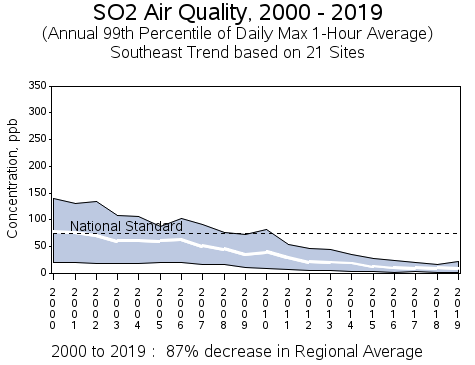 SO2 Air Quality, 2000 - 2019
(Annual 99th Percentile of Daily Max 1-Hour Average)
Southeast Trend based on 21 Sites
Concentration, ppb
350
300
250
200
150
100
50
0
National Standard
2000 2001 2002 2003 2004 2005 2006 2007 2008 2009 2010 2011 2012 2013 2014 2015 2016 2017 2018 2019
2000 to 2019 : 87% decrease in Regional Average